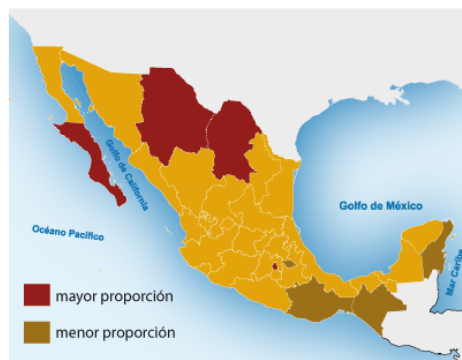 Golfo de California
Golfo de México
Océano Pacífico
Mar Caribe
mayor proporción
menor proporción